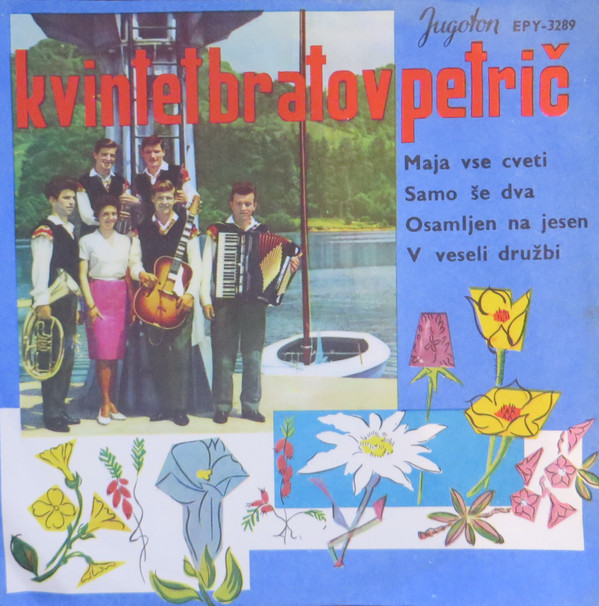 Jugoton EPY-3289
kvintet bratov petrič
Maja vse cveti
Samo še dva
Osamljen na jesen
V veseli družbi